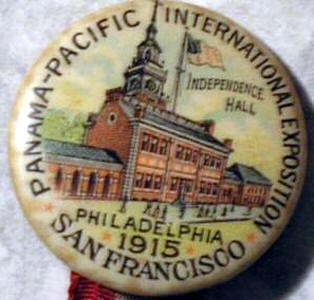 PANAMA-PACIFIC INTERNATIONAL EXPOSITION
INDEPENDENCE
HALL
PHILADELPHIA
1915
SAN FRANCISCO